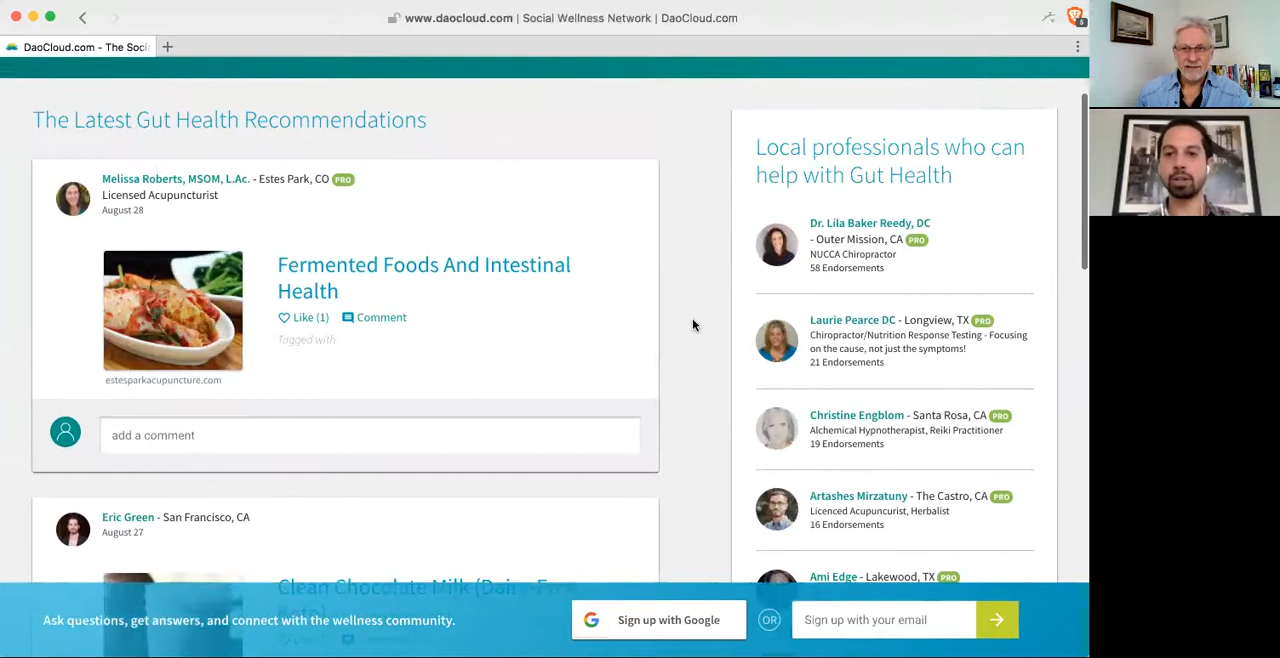 www.daocloud.com | Social Wellness Network | DaoCloud.com
5
DaoCloud.com - The Soci
The Latest Gut Health Recommendations
Melissa Roberts, MSOM, L.Ac. - Estes Park, CO PRO
Licensed Acupuncturist
August 28
Fermented Foods And Intestinal
Health
Like (1) Comment
Tagged with
estesparkacupuncture.com
add a comment
Eric Green - San Francisco, CA
August 27
Clean Chocolate Milk
Local professionals who can
help with Gut Health
Dr. Lila Baker Reedy, DC
- Outer Mission, CA PRO
NUCCA Chiropractor
58 Endorsements
Laurie Pearce DC - Longview, TX PRO
Chiropractor/Nutrition Response Testing - Focusing
on the cause, not just the symptoms!
21 Endorsements
Christine Engblom - Santa Rosa, CA PRO
Alchemical Hypnotherapist, Reiki Practitioner
19 Endorsements
Artashes Mirzatuny - The Castro, CA PRO
Licenced Acupuncurist, Herbalist
16 Endorsements
Ami Edge - Lakewood, TX PRO
Ask questions, get answers, and connect with the wellness community.
Sign up with Google
OR
Sign up with your email